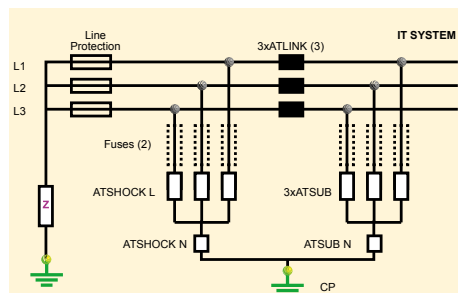 Line
Protection
3xATLINK (3)
IT SYSTEM
L1
L2
L3
Fuses (2)
ATSHOCK L
3xATSUB
Z
ATSHOCK N
ATSUB N
CP